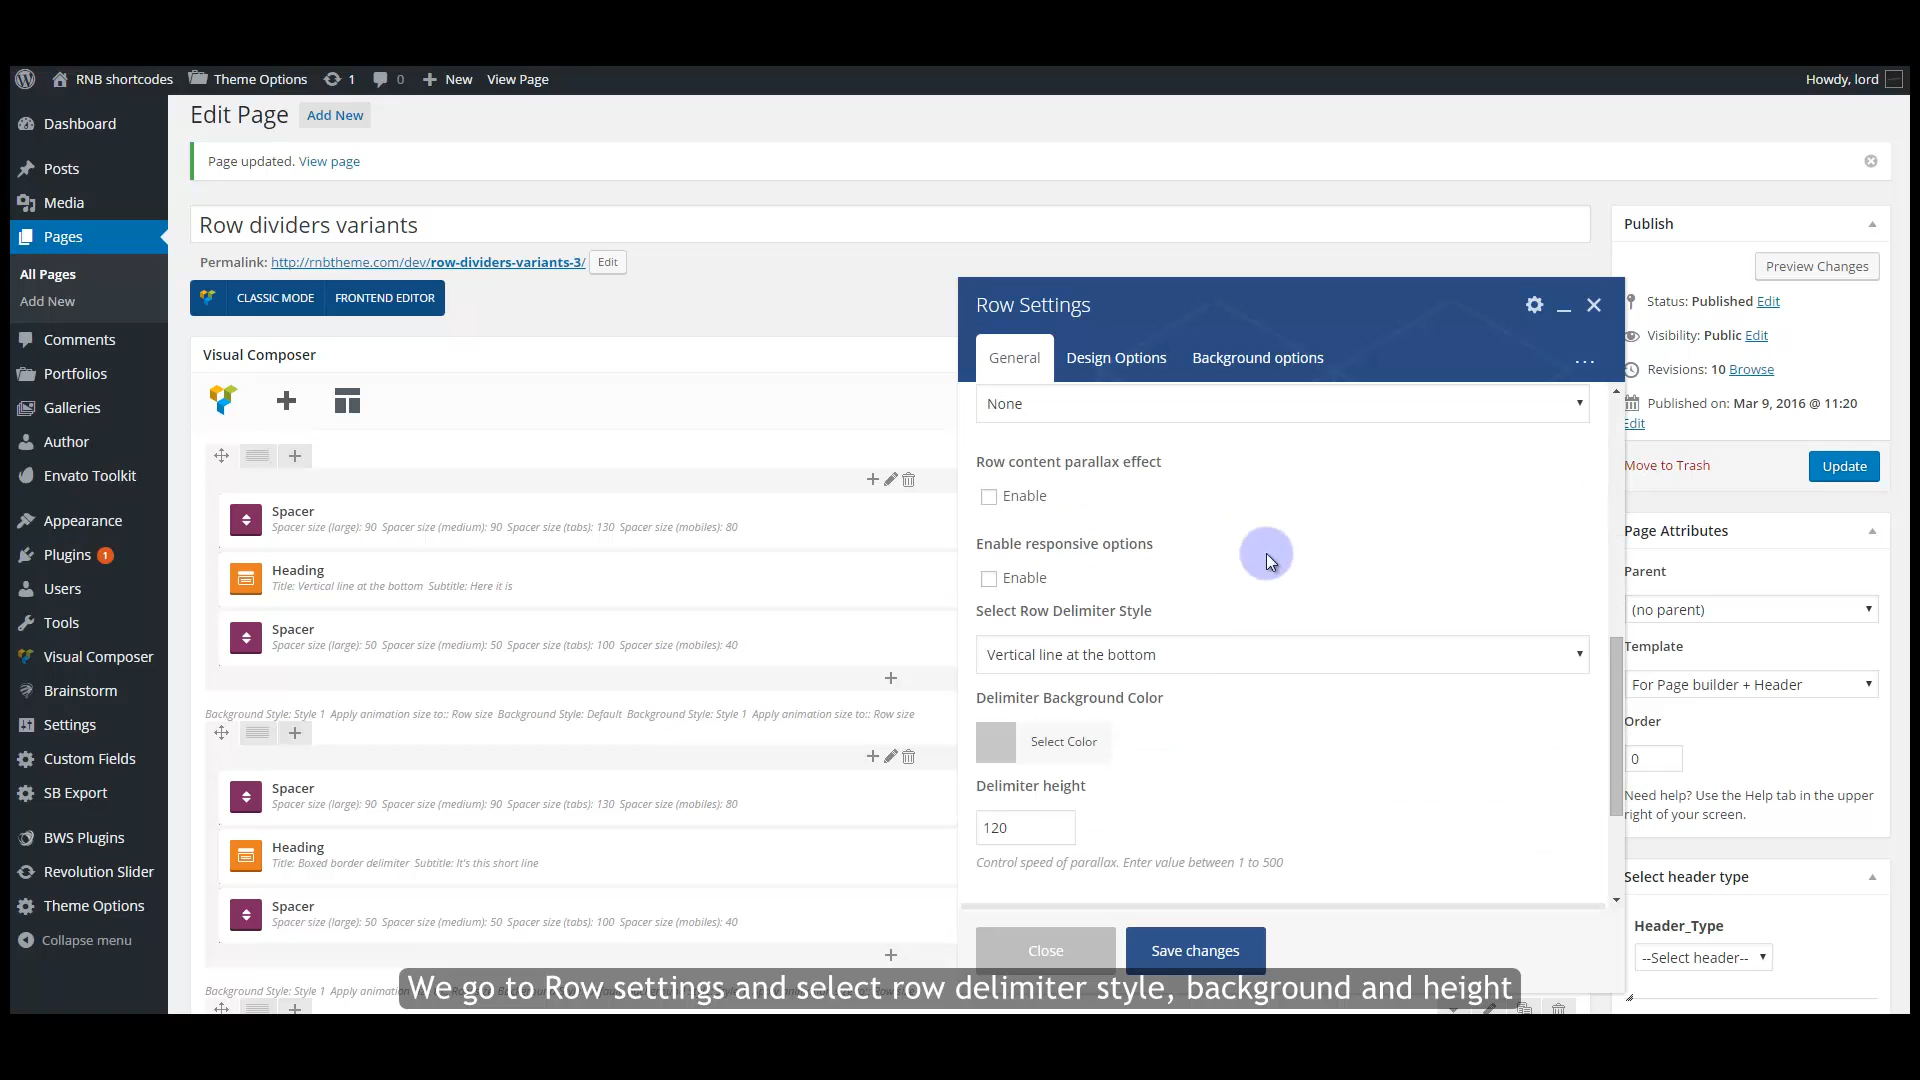 RNB shortcodes Theme Options 1 0 New View Page Howdy, lord
Edit Page Add New
Page updated. View page
Row dividers variants
Permalink: http://rnbtheme.com/dev/row-dividers-variants-3/ Edit
CLASSIC MODE FRONTEND EDITOR
Visual Composer
Dashboard
Posts
Media
Pages
All Pages
Add New
Comments
Portfolios
Galleries
Author
Envato Toolkit
Appearance
Plugins 1
Users
Tools
Visual Composer
Brainstorm
Settings
Custom Fields
SB Export
BWS Plugins
Revolution Slider
Theme Options
Collapse menu
Spacer
Spacer size (large): 90 Spacer size (medium): 90 Spacer size (tabs): 130 Spacer size (mobiles): 80
Heading
Title: Vertical line at the bottom Subtitle: Here it is
Spacer
Spacer size (large): 50 Spacer size (medium): 50 Spacer size (tabs): 100 Spacer size (mobiles): 40
Background Style: Style 1 Apply animation size to:: Row size Background Style: Default Background Style: Style 1 Apply animation size to:: Row size
Spacer
Spacer size (large): 90 Spacer size (medium): 90 Spacer size (tabs): 130 Spacer size (mobiles): 80
Heading
Title: Boxed border delimiter Subtitle: It's this short line
Spacer
Spacer size (large): 50 Spacer size (medium): 50 Spacer size (tabs): 100 Spacer size (mobiles): 40
Background Style: Style 1 Apply
Row Settings
General Design Options Background options ...
None
Row content parallax effect
Enable
Enable responsive options
Enable
Select Row Delimiter Style
Vertical line at the bottom
Delimiter Background Color
Select Color
Delimiter height
120
Control speed of parallax. Enter value between 1 to 500
Close Save changes
Publish
Preview Changes
Status: Published Edit
Visibility: Public Edit
Revisions: 10 Browse
Published on: Mar 9, 2016 @ 11:20
Edit
Move to Trash Update
Page Attributes
Parent
(no parent)
Template
For Page builder + Header
Order
0
Need help? Use the Help tab in the upper
right of your screen.
Select header type
Header_Type
--Select header--
We go to Row settings and select row delimiter style, background and height